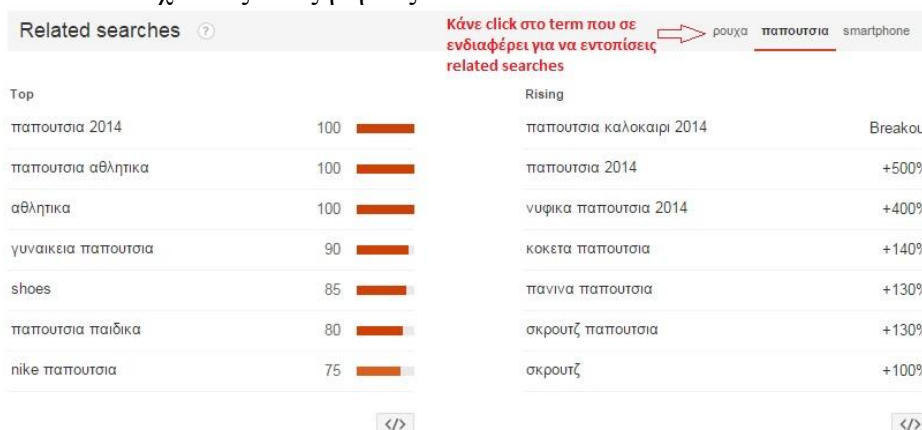 Related searches ?
Κάνε click στο term που σε
ενδιαφέρει για να εντοπίσεις
related searches
ρουχα παπουτσια smartphone
Top
παπουτσια 2014 100
παπουτσια αθλητικα 100
αθλητικα 100
γυναικεια παπουτσια 90
shoes 85
παπουτσια παιδικα 80
nike παπουτσια 75
</>
Rising
παπουτσια καλοκαιρι 2014 Breakou
παπουτσια 2014 +500%
νυφικα παπουτσια 2014 +400%
κοκετα παπουτσια +140%
πανινα παπουτσια +130%
σκρουτζ παπουτσια +130%
σκρουτζ +100%
</>